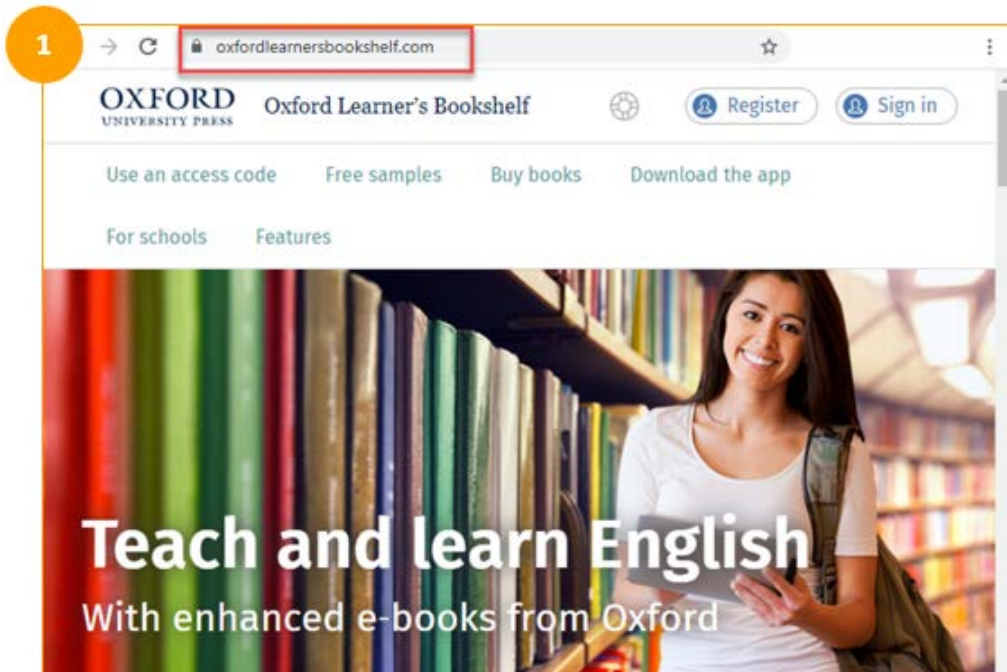 1
oxfordlearnersbookshelf.com
OXFORD
UNIVERSITY PRESS
Oxford Learner's Bookshelf
Register
Sign in
Use an access code Free samples Buy books Download the app
For schools Features
Teach and learn English
With enhanced e-books from Oxford